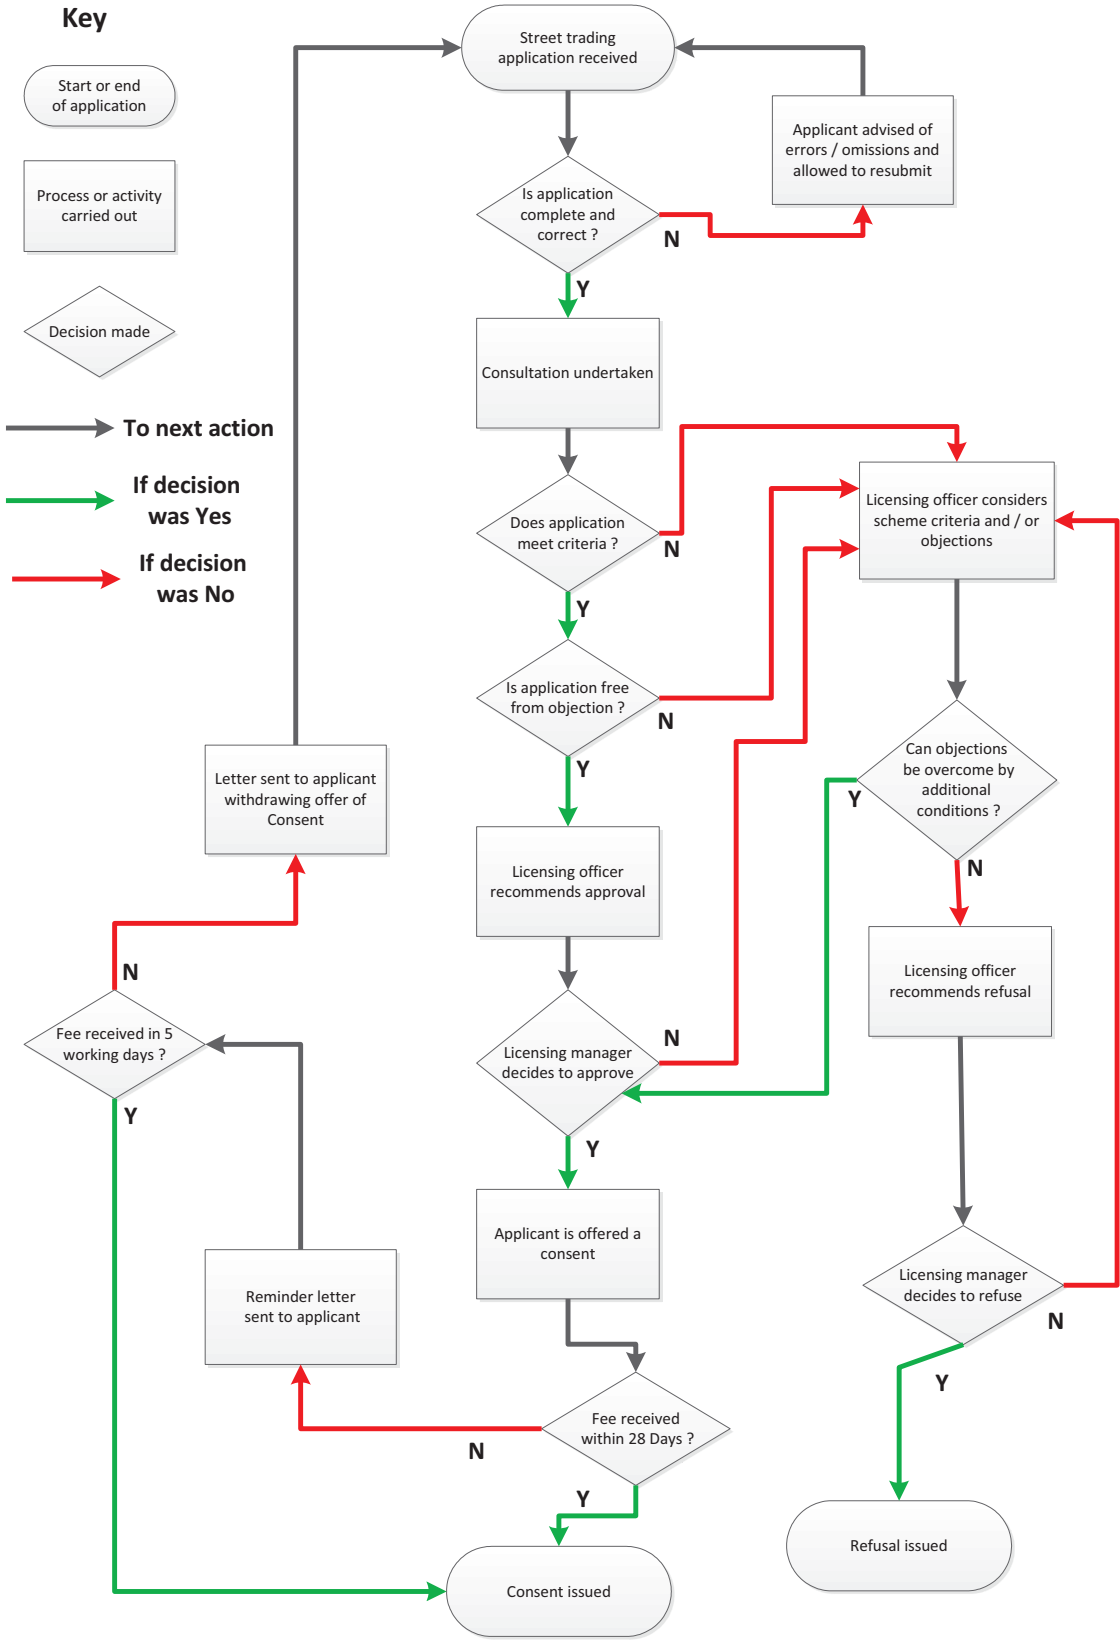 Key
Start or end
of application
Process or activity
carried out
Decision made
To next action
If decision
was Yes
If decision
was No
Street trading
application received
Applicant advised of
errors / omissions and
allowed to resubmit
Is application
complete and
correct ?
N
Y
Consultation undertaken
Does application
meet criteria ?
N
Y
Licensing officer considers
scheme criteria and / or
objections
Is application free
from objection ?
N
Y
Can objections
be overcome by
additional
conditions ?
Y
N
Letter sent to applicant
withdrawing offer of
Consent
Licensing officer
recommends approval
Licensing officer
recommends refusal
N
Fee received in 5
working days ?
Y
Licensing manager
decides to approve
N
Y
Applicant is offered a
consent
Reminder letter
sent to applicant
Licensing manager
decides to refuse
N
Y
Fee received
within 28 Days ?
N
Y
Refusal issued
Consent issued